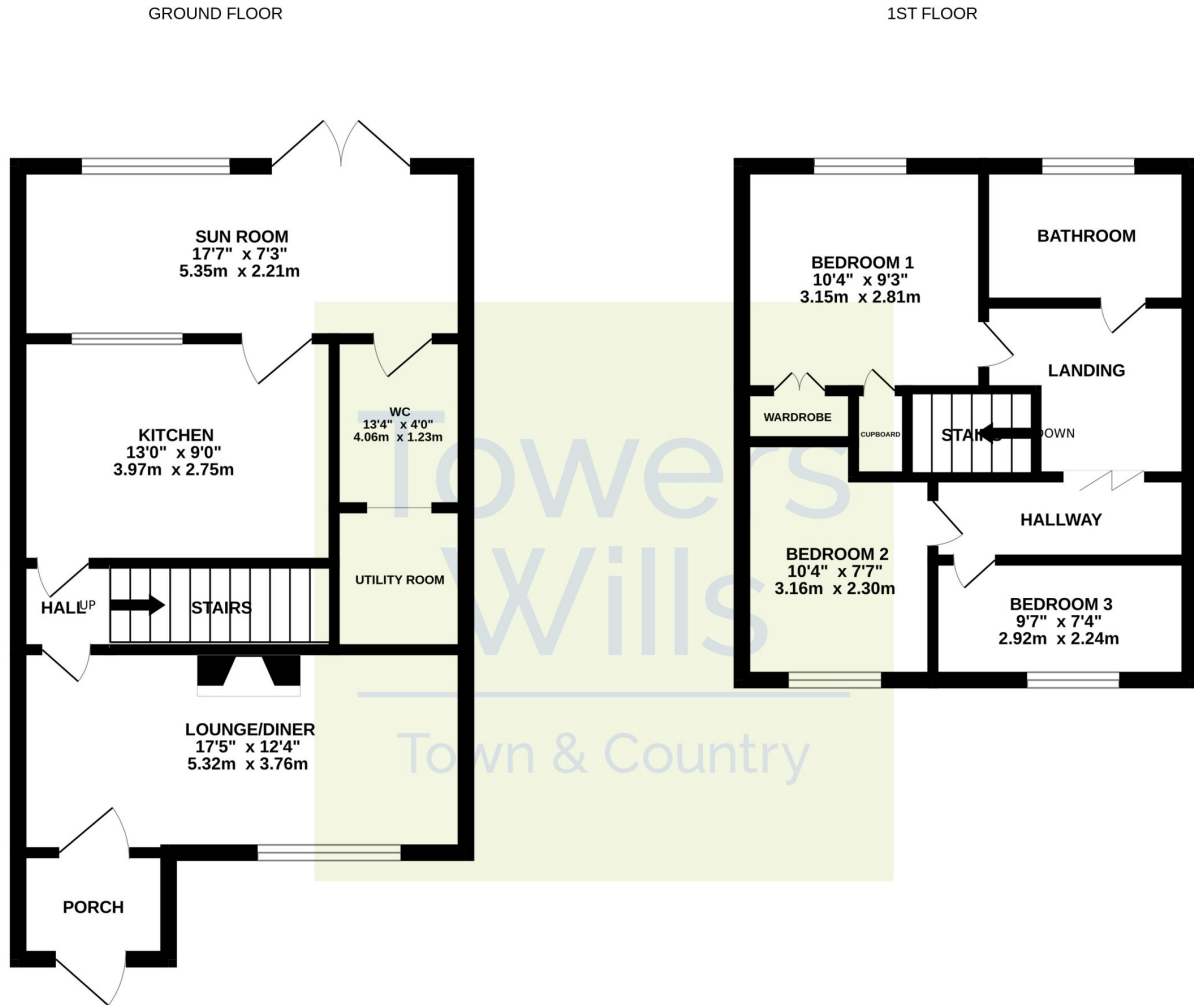 GROUND FLOOR
1ST FLOOR
SUN ROOM
17'7" x 7'3"
5.35m x 2.21m
KITCHEN
13'0" x 9'0"
3.97m x 2.75m
WC
13'4" x 4'0"
4.06m x 1.23m
UTILITY ROOM
HALL
UP
STAIRS
LOUNGE/DINER
17'5" x 12'4"
5.32m x 3.76m
PORCH
BEDROOM 1
10'4" x 9'3"
3.15m x 2.81m
BATHROOM
LANDING
WARDROBE
CUPBOARD
STAIRS
DOWN
HALLWAY
BEDROOM 2
10'4" x 7'7"
3.16m x 2.30m
BEDROOM 3
9'7" x 7'4"
2.92m x 2.24m
Towers
Wills
Town & Country